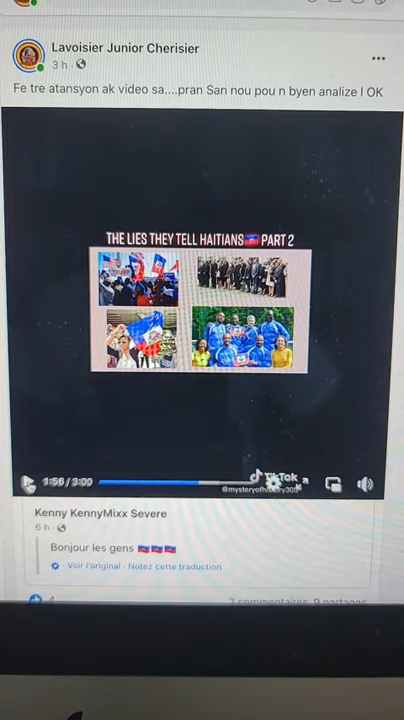 Lavoisier Junior Cherisier
3 h
Fe tre atansyon ak video sa....pran San nou pou n byen analize l OK
THE LIES THEY TELL HAITIANS🇭🇹 PART 2
1:56 / 3:00
TikTok
Kenny KennyMixx Severe
6 h
Bonjour les gens 🇭🇹🇭🇹🇭🇹
Voir l'original · Notez cette traduction
4
2 commentaires 9 partages